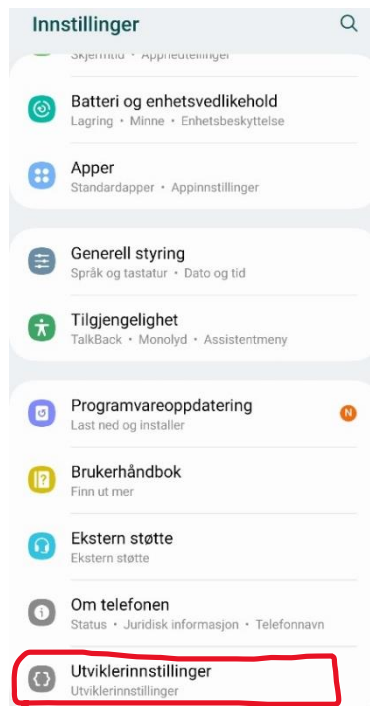 Innstillinger
Skjermtid • Apphedtellinger
Batteri og enhetsvedlikehold
Lagring • Minne • Enhetsbeskyttelse
Apper
Standardapper • Appinnstillinger
Generell styring
Språk og tastatur • Dato og tid
Tilgjengelighet
TalkBack • Monolyd • Assistentmeny
Programvareoppdatering
N
Last ned og installer
Brukerhåndbok
Finn ut mer
Ekstern støtte
Ekstern støtte
Om telefonen
Status • Juridisk informasjon • Telefonnavn
Utviklerinnstillinger
Utviklerinnstillinger